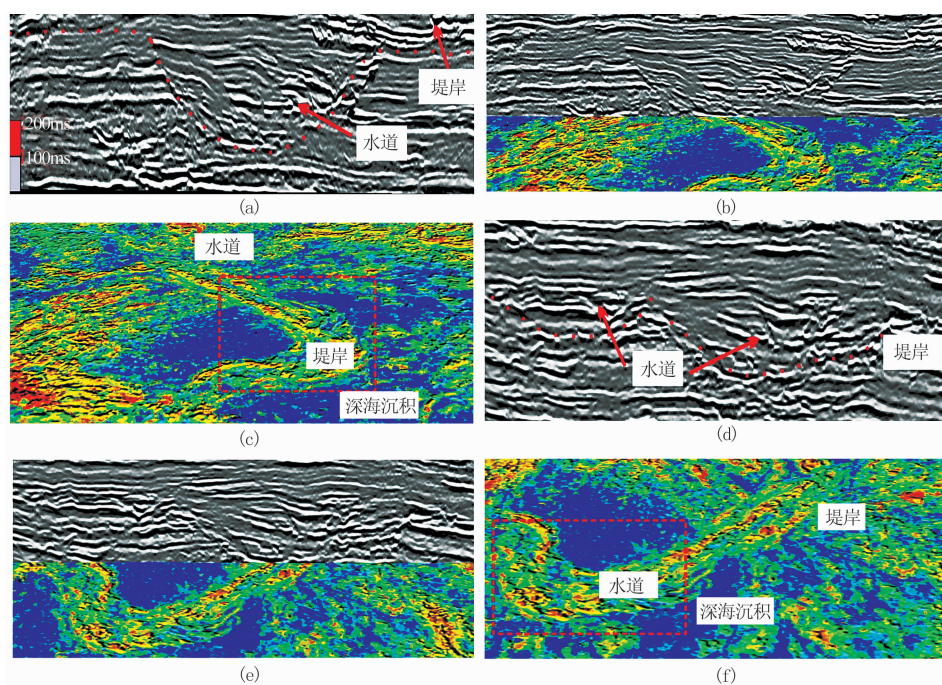 堤岸
水道
200ms
100ms
(a)
(b)
水道
堤岸
深海沉积
(c)
水道
堤岸
(d)
(e)
堤岸
水道
深海沉积
(f)